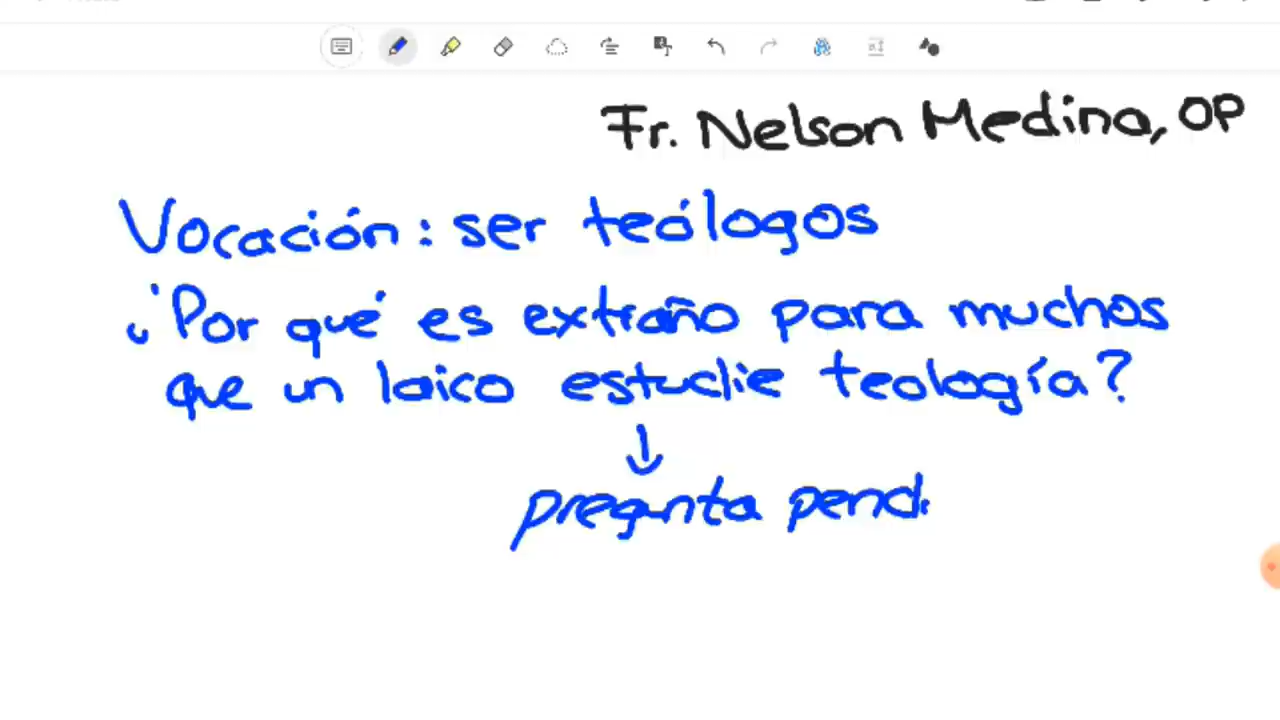 Fr. Nelson Medina, OP
Vocación: ser teólogos
¿Por qué es extraño para muchos
que un laico estudie teología?
↓
pregunta pend.